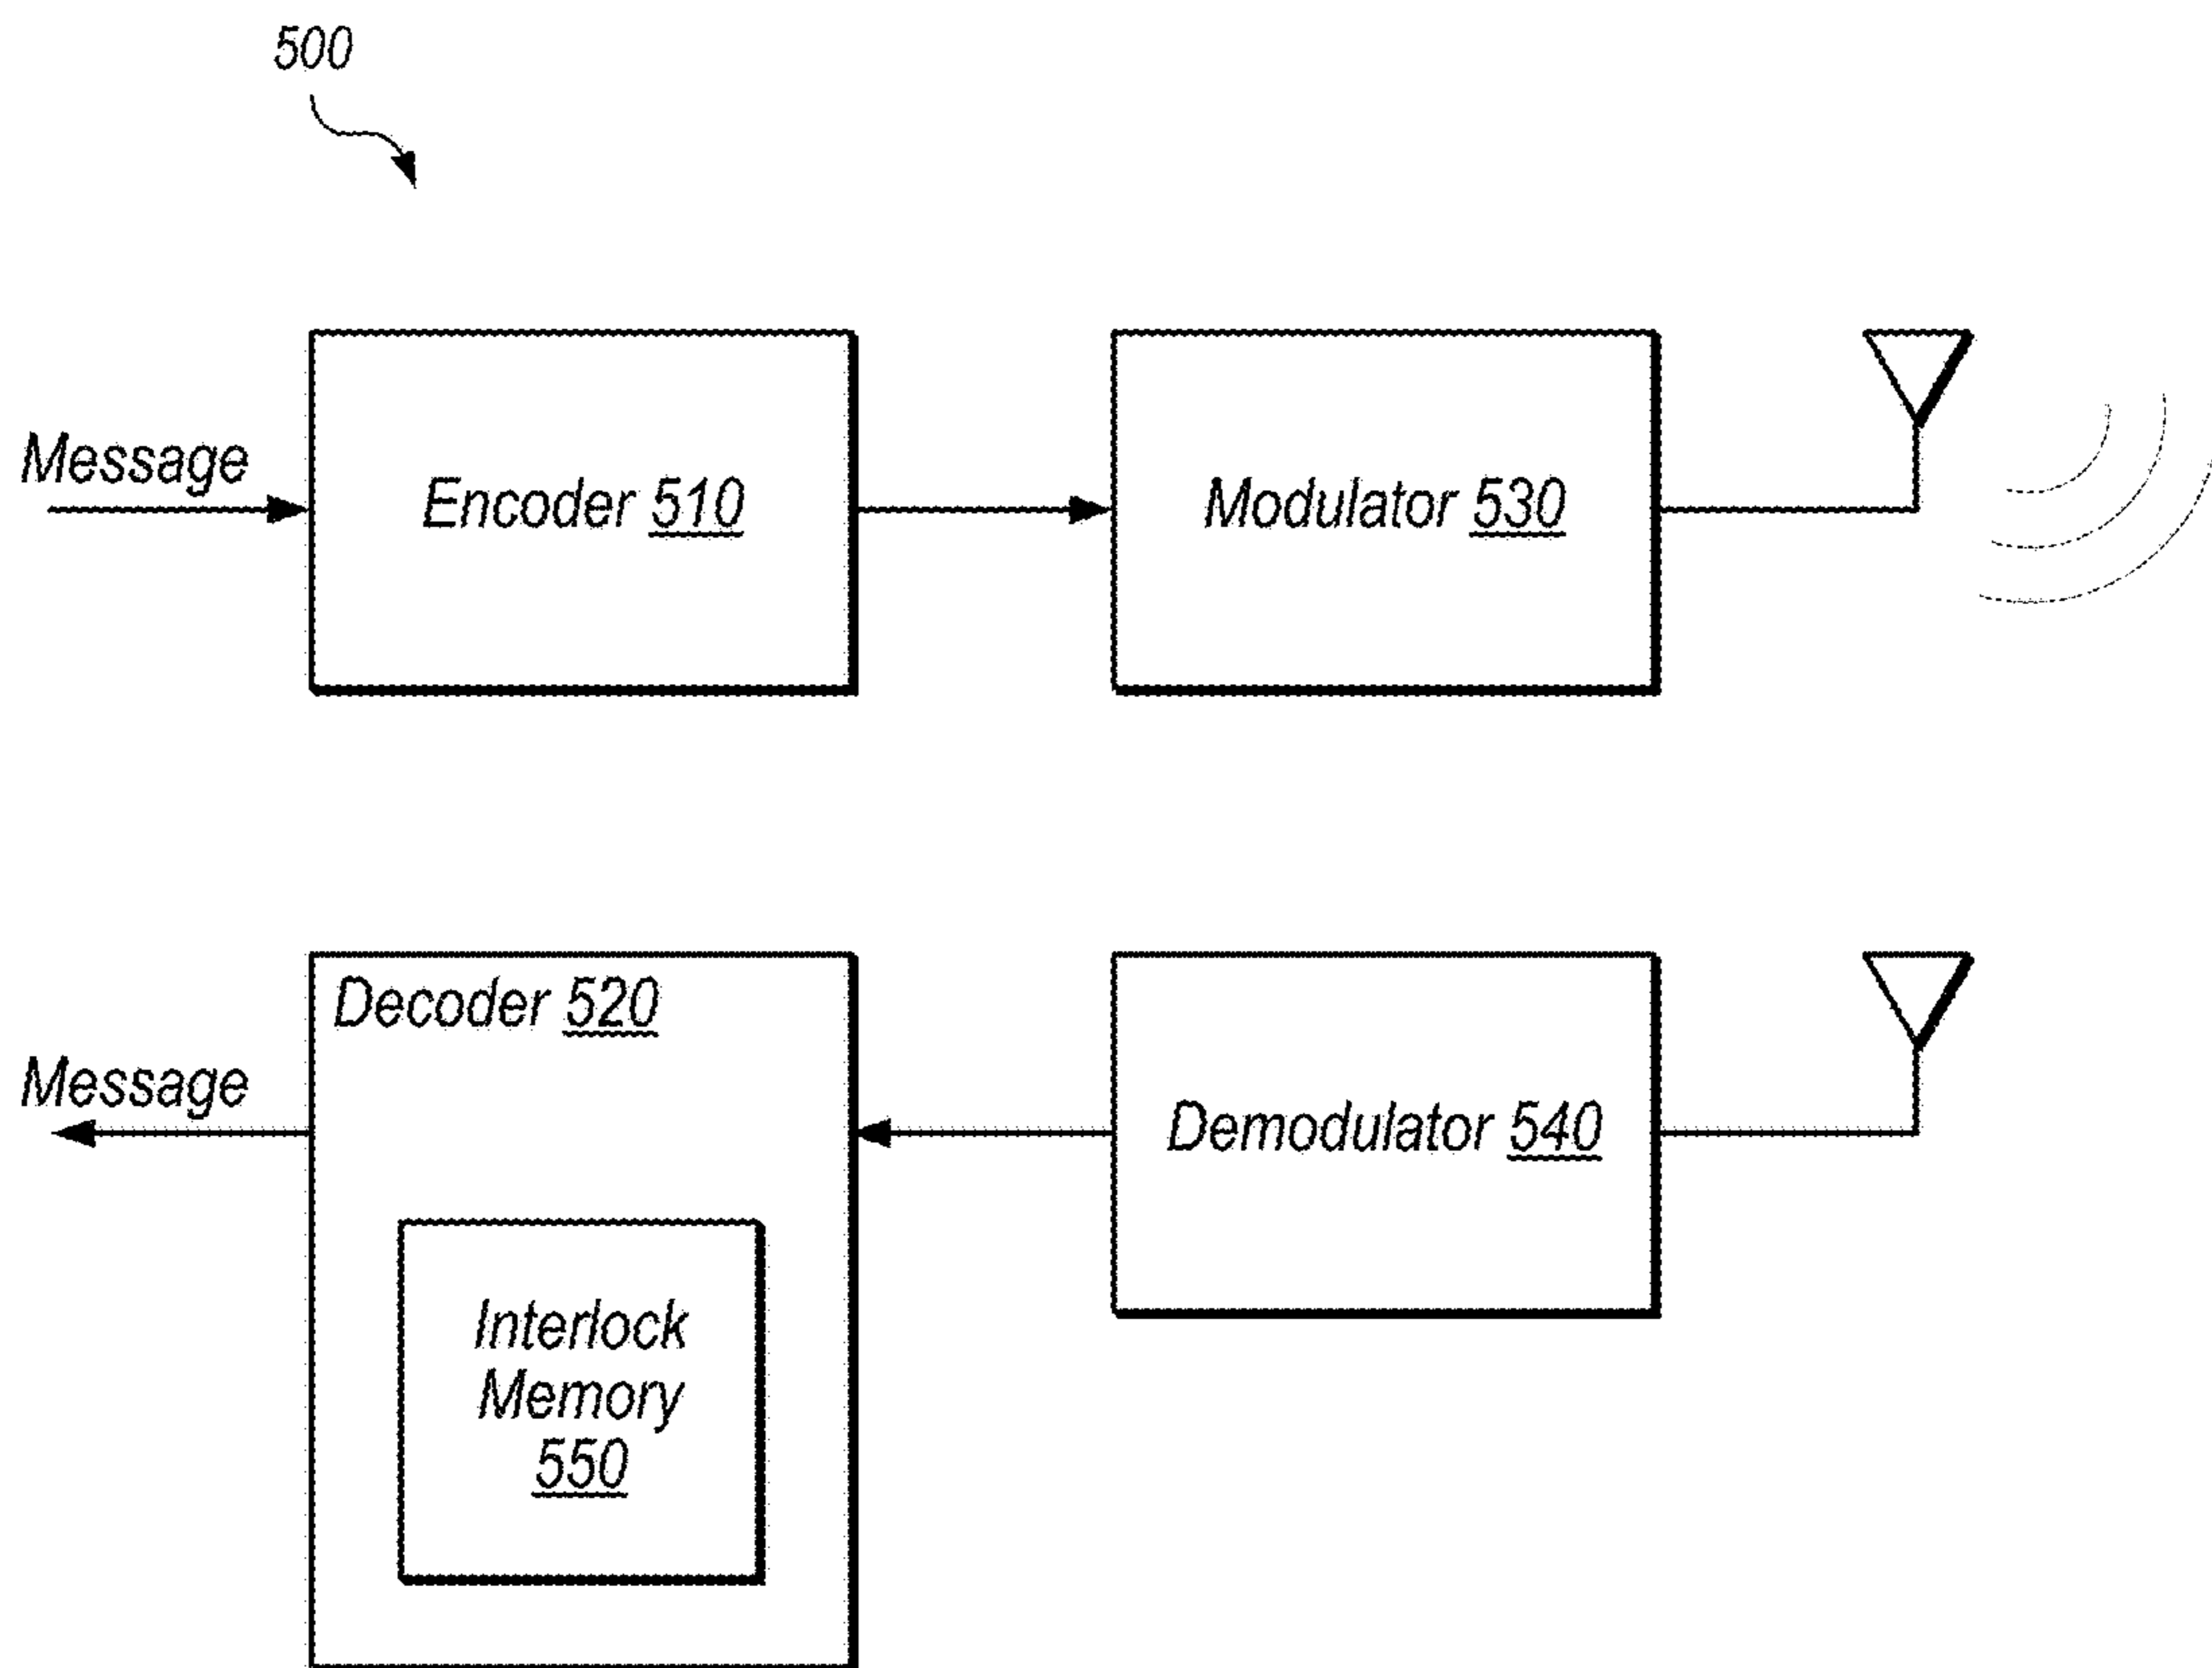 500
Message
Encoder 510
Modulator 530
Decoder 520
Message
Demodulator 540
Interlock
Memory
550